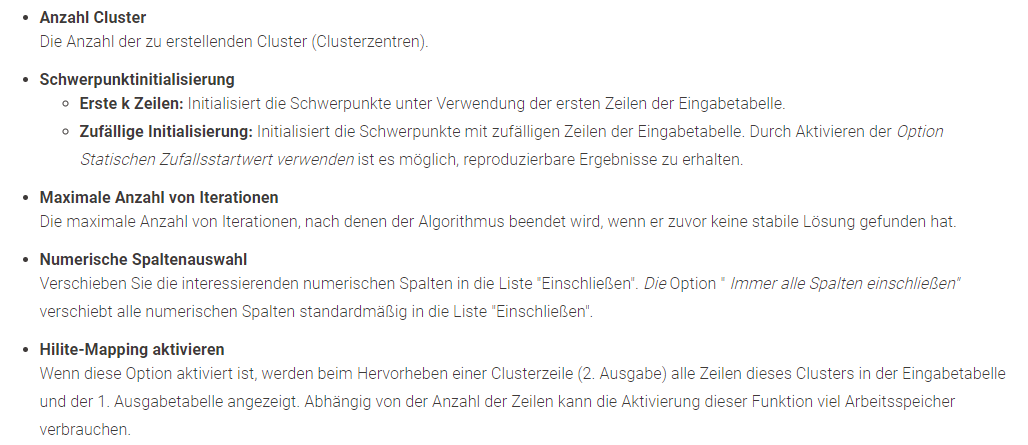 • Anzahl Cluster
Die Anzahl der zu erstellenden Cluster (Clusterzentren).
• Schwerpunktinitialisierung
◦ Erste k Zeilen: Initialisiert die Schwerpunkte unter Verwendung der ersten Zeilen der Eingabetabelle.
◦ Zufällige Initialisierung: Initialisiert die Schwerpunkte mit zufälligen Zeilen der Eingabetabelle. Durch Aktivieren der Option
Statischen Zufallsstartwert verwenden ist es möglich, reproduzierbare Ergebnisse zu erhalten.
• Maximale Anzahl von Iterationen
Die maximale Anzahl von Iterationen, nach denen der Algorithmus beendet wird, wenn er zuvor keine stabile Lösung gefunden hat.
• Numerische Spaltenauswahl
Verschieben Sie die interessierenden numerischen Spalten in die Liste "Einschließen". Die Option " Immer alle Spalten einschließen"
verschiebt alle numerischen Spalten standardmäßig in die Liste "Einschließen".
• Hilite-Mapping aktivieren
Wenn diese Option aktiviert ist, werden beim Hervorheben einer Clusterzeile (2. Ausgabe) alle Zeilen dieses Clusters in der Eingabetabelle
und der 1. Ausgabetabelle angezeigt. Abhängig von der Anzahl der Zeilen kann die Aktivierung dieser Funktion viel Arbeitsspeicher
verbrauchen.